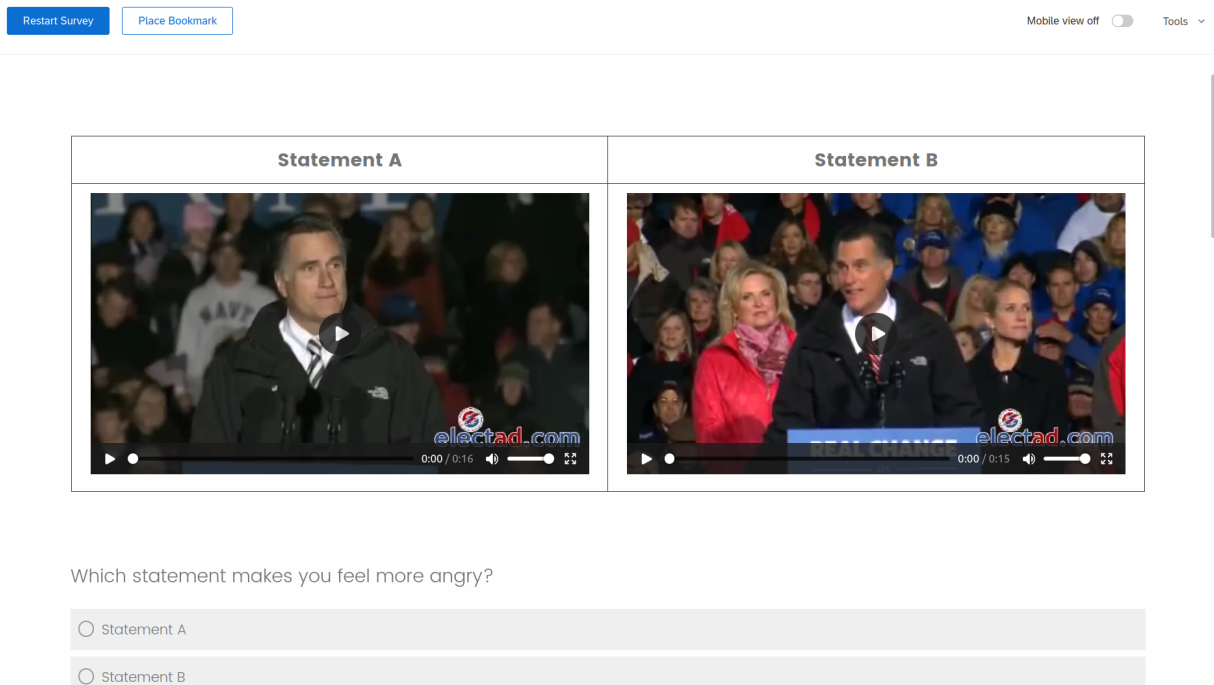 Restart Survey
Place Bookmark
Mobile view off
Tools
Statement A
Statement B
NAVY
electad.com
0:00 / 0:16
REAL CHANGE
electad.com
0:00 / 0:15
Which statement makes you feel more angry?
Statement A
Statement B